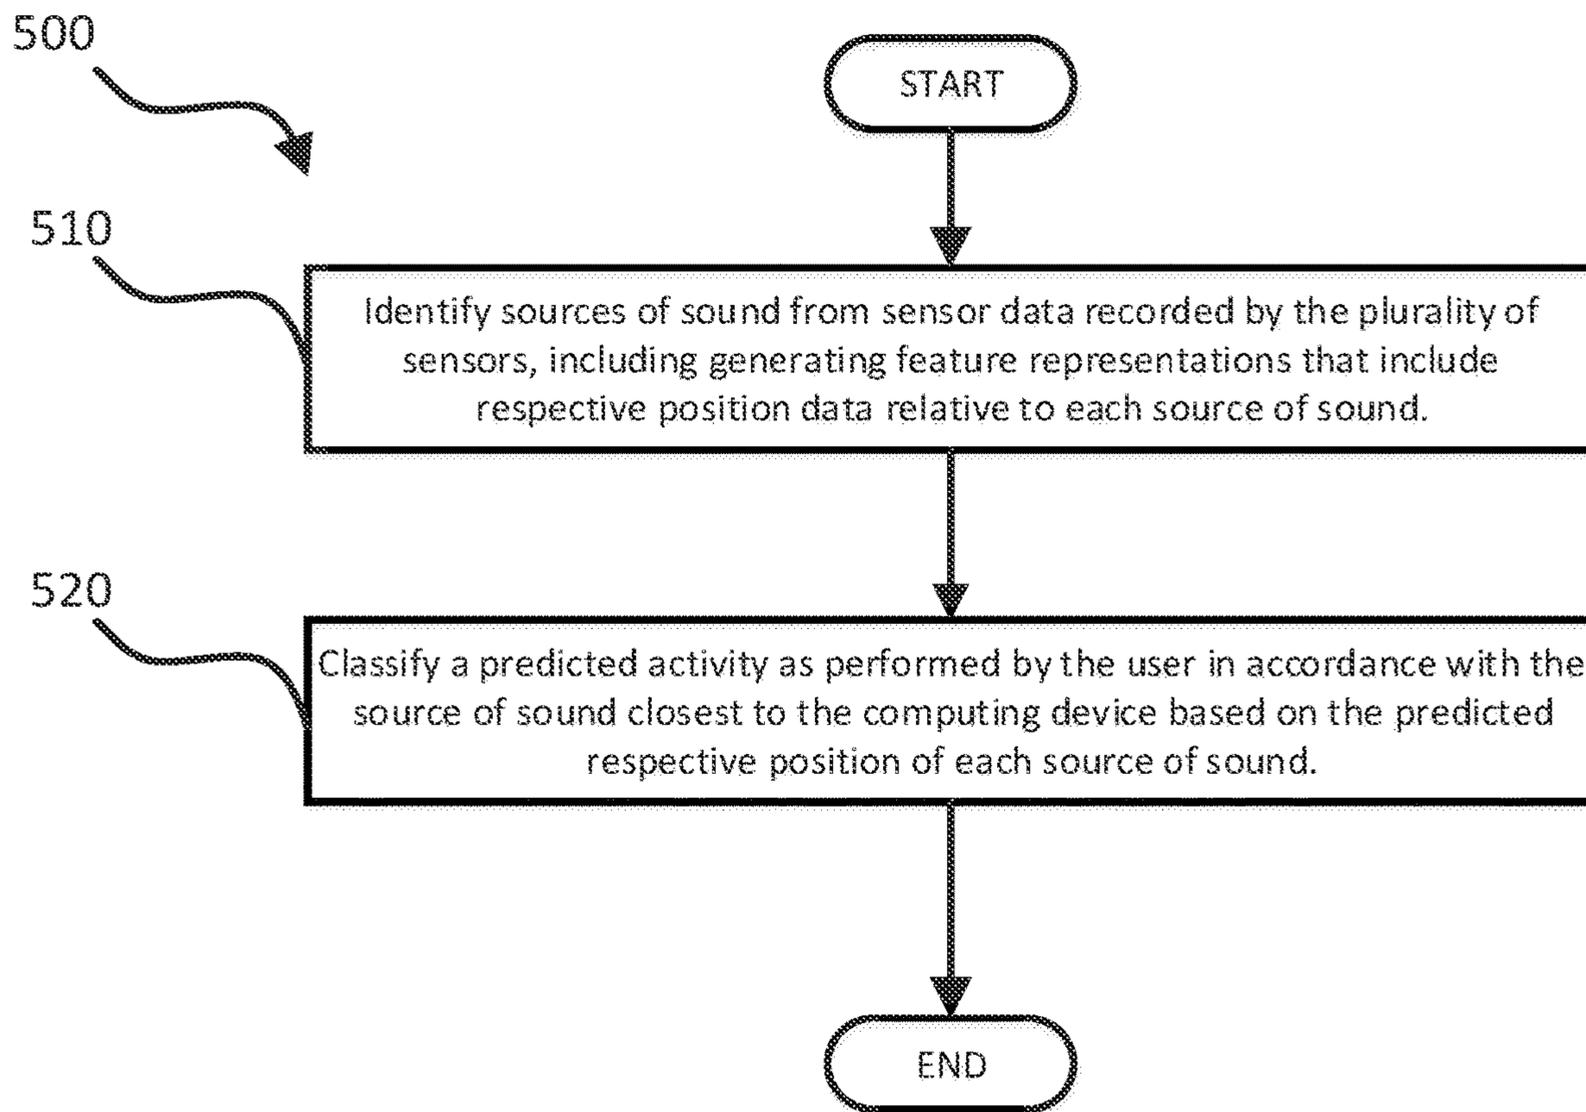 500
START
510
Identify sources of sound from sensor data recorded by the plurality of
sensors, including generating feature representations that include
respective position data relative to each source of sound.
520
Classify a predicted activity as performed by the user in accordance with the
source of sound closest to the computing device based on the predicted
respective position of each source of sound.
END